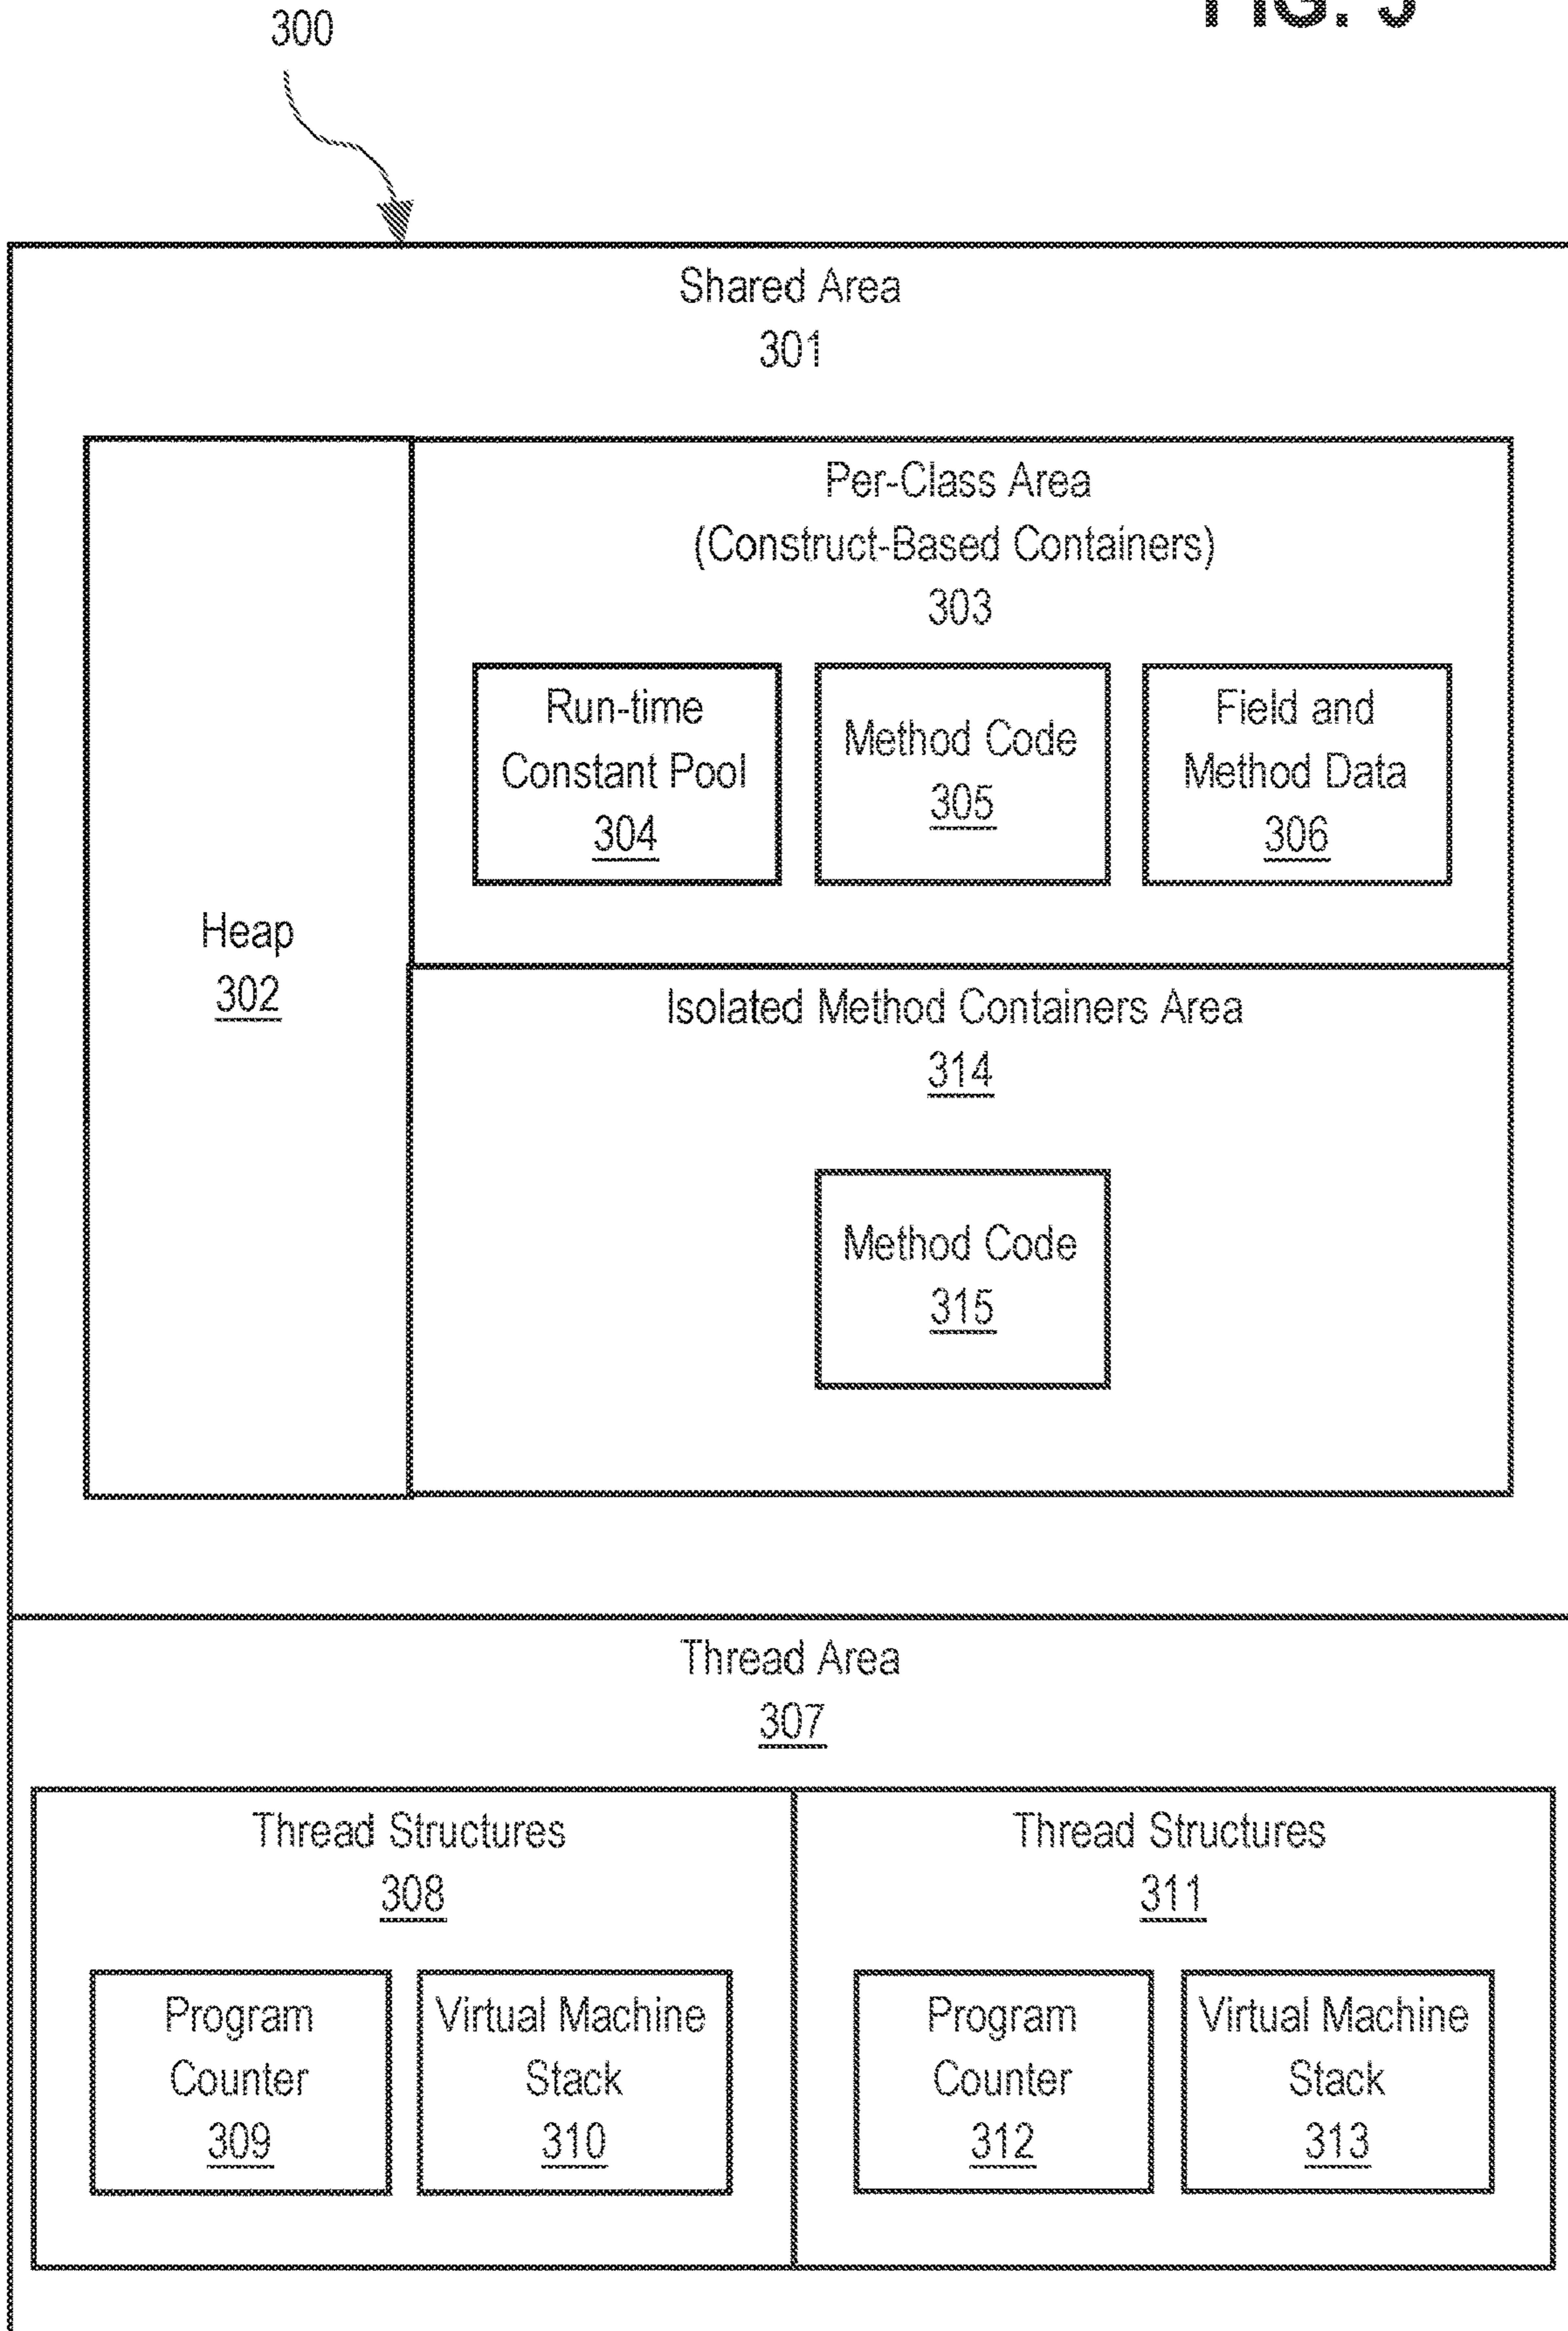 300
Shared Area
301
Per-Class Area
(Construct-Based Containers)
303
Run-time
Constant Pool
304
Method Code
305
Field and
Method Data
306
Heap
302
Isolated Method Containers Area
314
Method Code
315
Thread Area
307
Thread Structures
308
Program
Counter
309
Virtual Machine
Stack
310
Thread Structures
311
Program
Counter
312
Virtual Machine
Stack
313